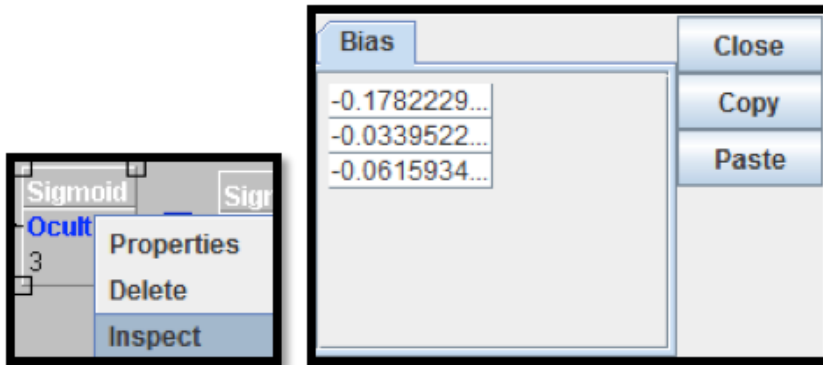 Sigmoid
Ocult
3
Properties
Delete
Inspect
Bias
-0.1782229...
-0.0339522...
-0.0615934...
Close
Copy
Paste